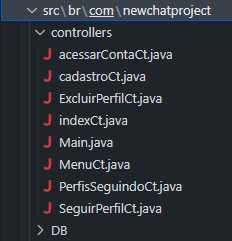 src\br\com\newchatproject
controllers
acessarContaCt.java
cadastroCt.java
ExcluirPerfilCt.java
indexCt.java
Main.java
MenuCt.java
PerfisSeguindoCt.java
SeguirPerfilCt.java
DB